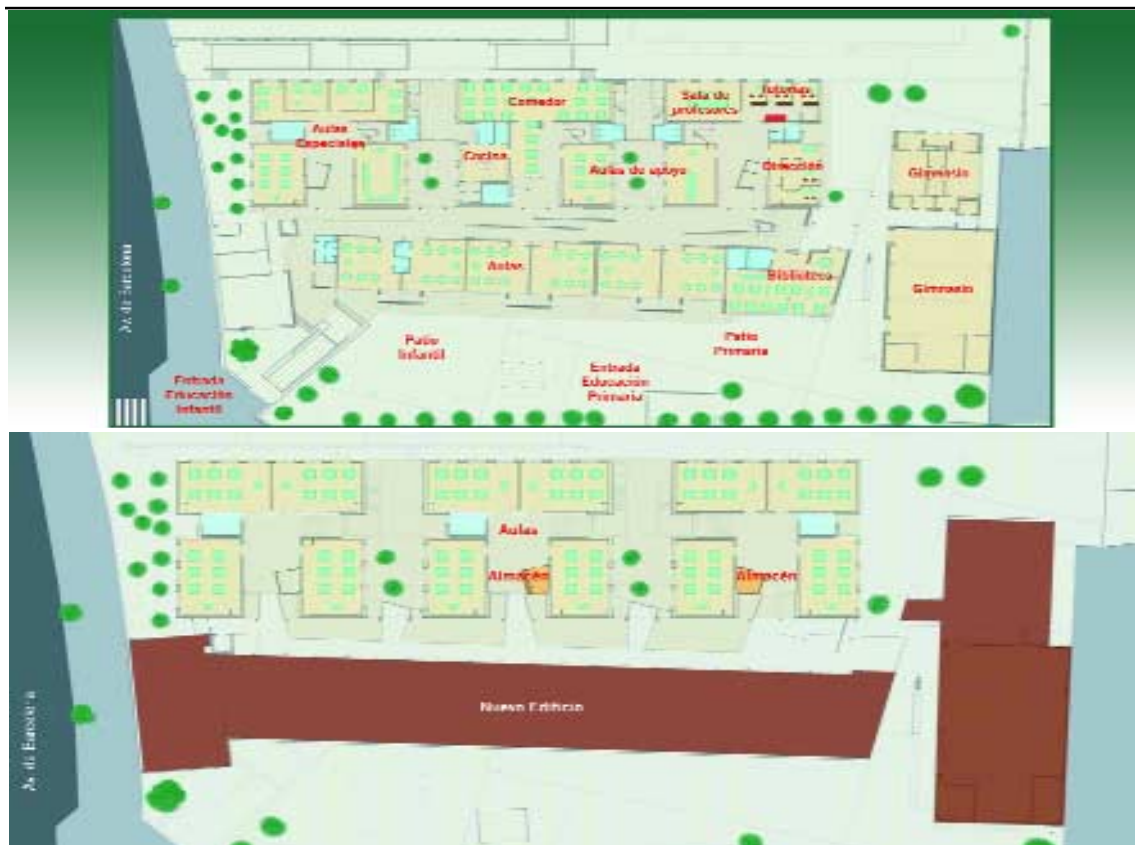 Comedor
Sala de
profesores
Tutorías
Aulas
Especiales
Cocina
Aulas de apoyo
Dirección
Gimnasio
Aulas
Biblioteca
Gimnasio
Patio
Infantil
Patio
Primaria
Entrada
Educación
Primaria
Entrada
Educación
Infantil
Aulas
Almacén
Almacén
Nuevo Edificio